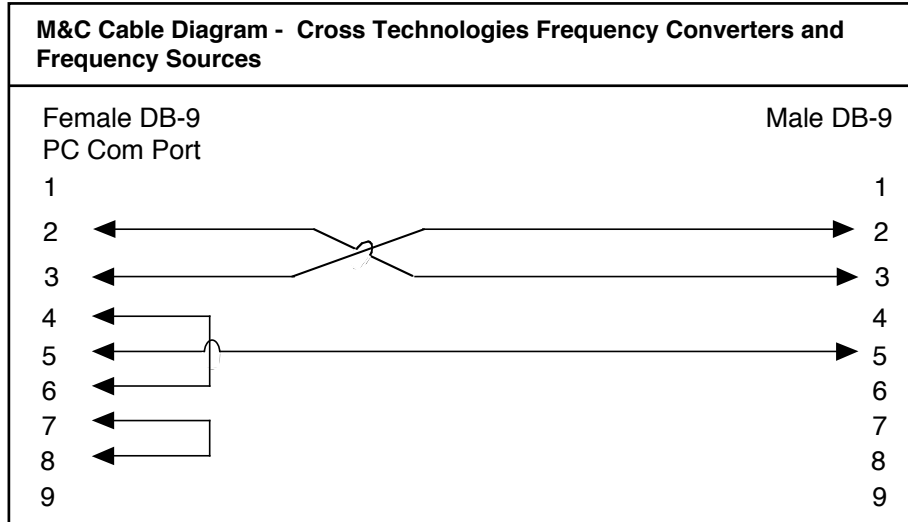 M&C Cable Diagram - Cross Technologies Frequency Converters and
Frequency Sources
Female DB-9 Male DB-9
PC Com Port
1 1
2 2
3 3
4 4
5 5
6 6
7 7
8 8
9 9